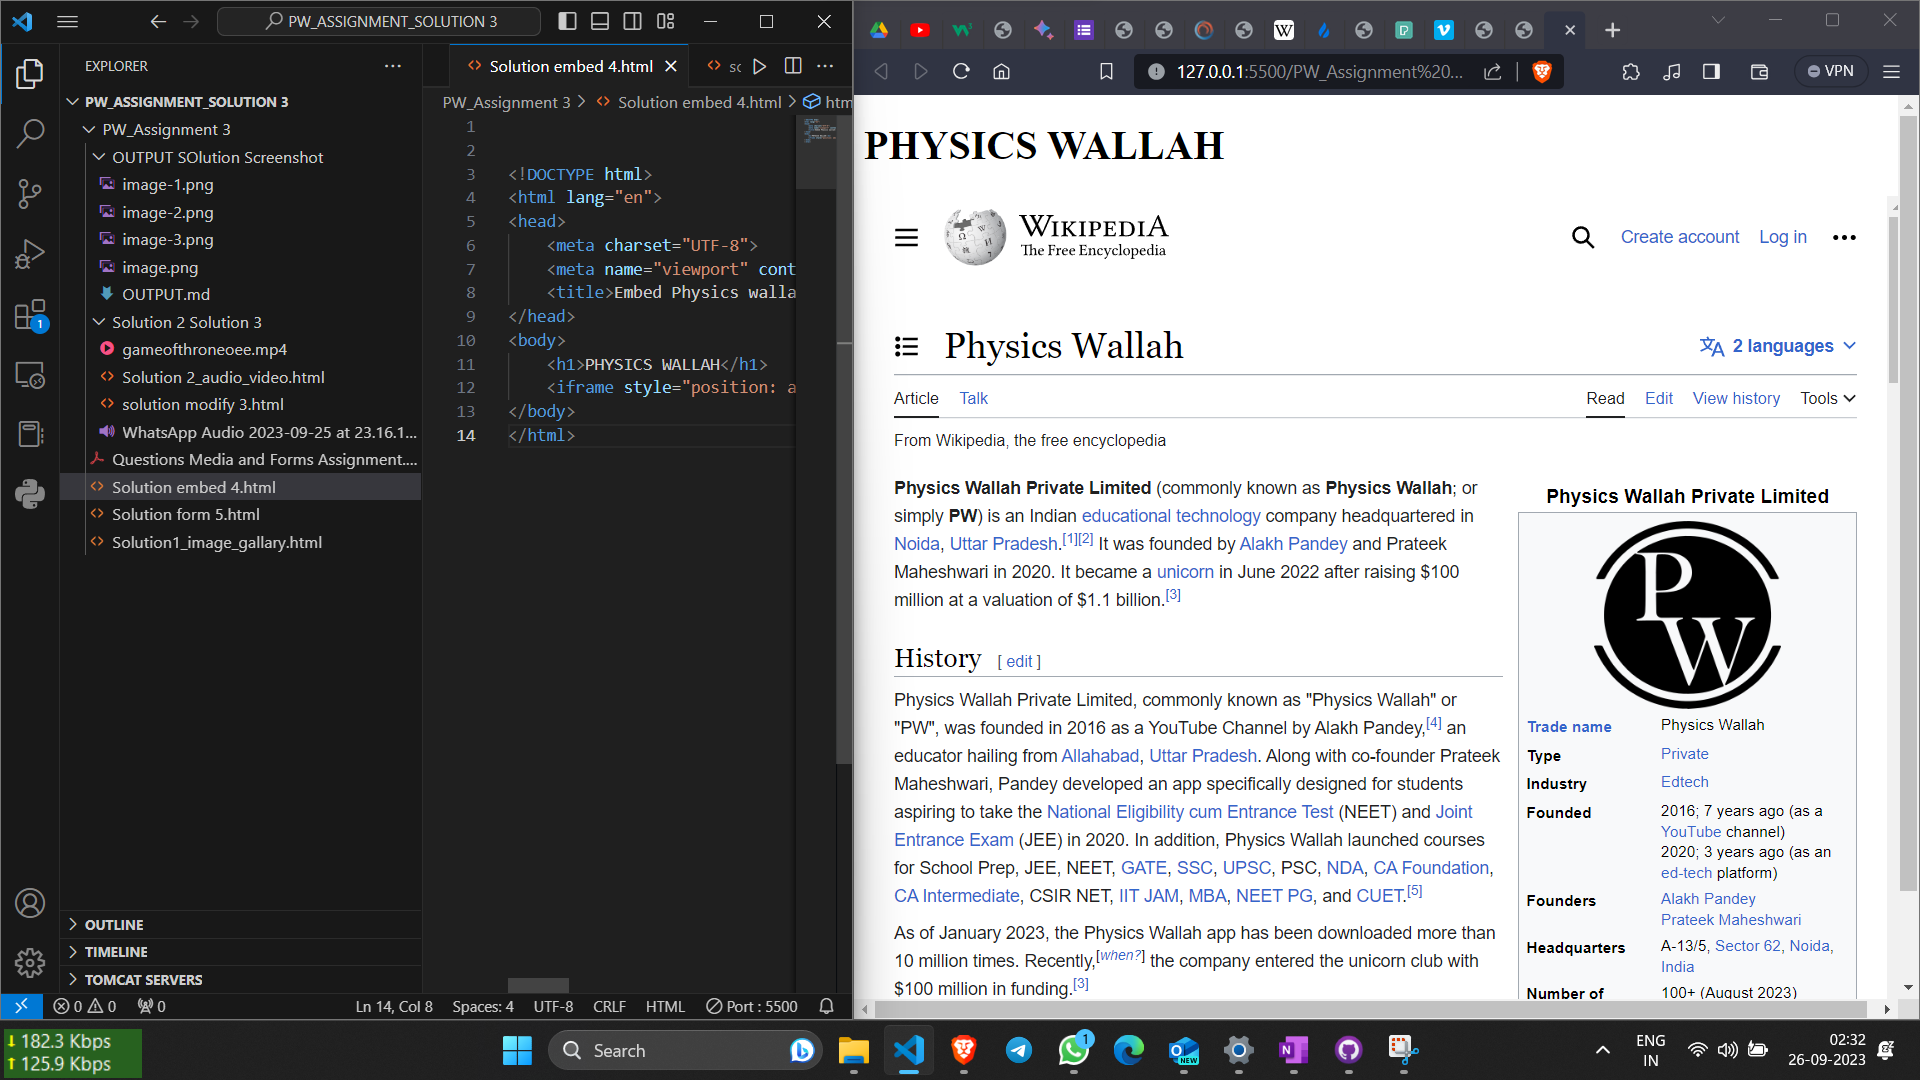 PW_ASSIGNMENT_SOLUTION 3
EXPLORER
PW_ASSIGNMENT_SOLUTION 3
PW_Assignment 3
OUTPUT SOlution Screenshot
image-1.png
image-2.png
image-3.png
image.png
OUTPUT.md
Solution 2 Solution 3
gameofthroneoee.mp4
Solution 2_audio_video.html
solution modify 3.html
WhatsApp Audio 2023-09-25 at 23.16.1...
Questions Media and Forms Assignment....
Solution embed 4.html
Solution form 5.html
Solution1_image_gallary.html
OUTLINE
TIMELINE
TOMCAT SERVERS
1
Solution embed 4.html
sc
PW_Assignment 3 > Solution embed 4.html > htm
1
2
3 <!DOCTYPE html>
4 <html lang="en">
5 <head>
6 <meta charset="UTF-8">
7 <meta name="viewport" cont
8 <title>Embed Physics walla
9 </head>
10 <body>
11 <h1>PHYSICS WALLAH</h1>
12 <iframe style="position: a
13 </body>
14 </html>
0 0 0
Ln 14, Col 8 Spaces: 4 UTF-8 CRLF HTML Port : 5500
127.0.0.1:5500/PW_Assignment%20...
VPN
PHYSICS WALLAH
WIKIPEDIA
The Free Encyclopedia
Create account Log in
Physics Wallah
2 languages
Article Talk
Read Edit View history Tools
From Wikipedia, the free encyclopedia
Physics Wallah Private Limited (commonly known as Physics Wallah; or
simply PW) is an Indian educational technology company headquartered in
Noida, Uttar Pradesh.[1][2] It was founded by Alakh Pandey and Prateek
Maheshwari in 2020. It became a unicorn in June 2022 after raising $100
million at a valuation of $1.1 billion.[3]
History [ edit ]
Physics Wallah Private Limited, commonly known as "Physics Wallah" or
"PW", was founded in 2016 as a YouTube Channel by Alakh Pandey,[4] an
educator hailing from Allahabad, Uttar Pradesh. Along with co-founder Prateek
Maheshwari, Pandey developed an app specifically designed for students
aspiring to take the National Eligibility cum Entrance Test (NEET) and Joint
Entrance Exam (JEE) in 2020. In addition, Physics Wallah launched courses
for School Prep, JEE, NEET, GATE, SSC, UPSC, PSC, NDA, CA Foundation,
CA Intermediate, CSIR NET, IIT JAM, MBA, NEET PG, and CUET.[5]
As of January 2023, the Physics Wallah app has been downloaded more than
10 million times. Recently,[when?] the company entered the unicorn club with
$100 million in funding.[3]
Physics Wallah Private Limited
PW
Trade name Physics Wallah
Type Private
Industry Edtech
Founded 2016; 7 years ago (as a
YouTube channel)
2020; 3 years ago (as an
ed-tech platform)
Founders Alakh Pandey
Prateek Maheshwari
Headquarters A-13/5, Sector 62, Noida,
India
Number of 100+ (August 2023)
182.3 Kbps
125.9 Kbps
Search
1
NEW
ENG
IN
02:32
26-09-2023